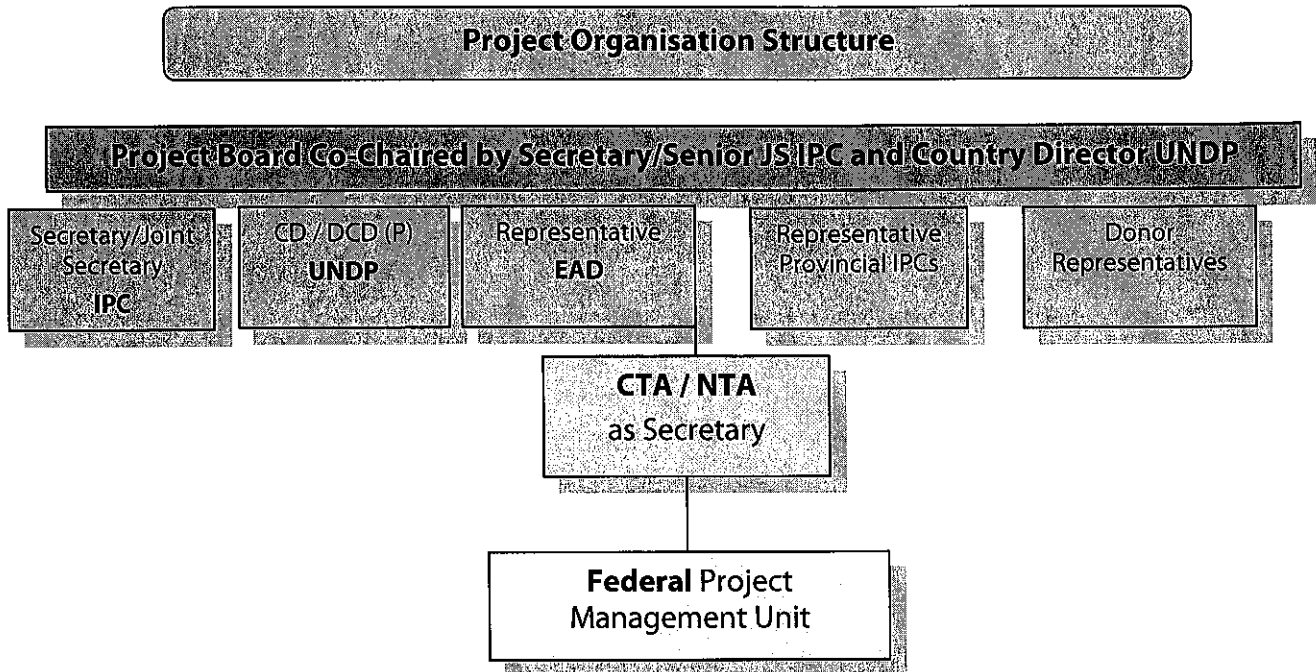 Project Organisation Structure
Project Board Co-Chaired by Secretary/Senior JS IPC and Country Director UNDP
Secretary/Joint
Secretary
IPC
CD / DCD (P)
UNDP
Representative
EAD
Representative
Provincial IPCs
Donor
Representatives
CTA / NTA
as Secretary
Federal Project
Management Unit